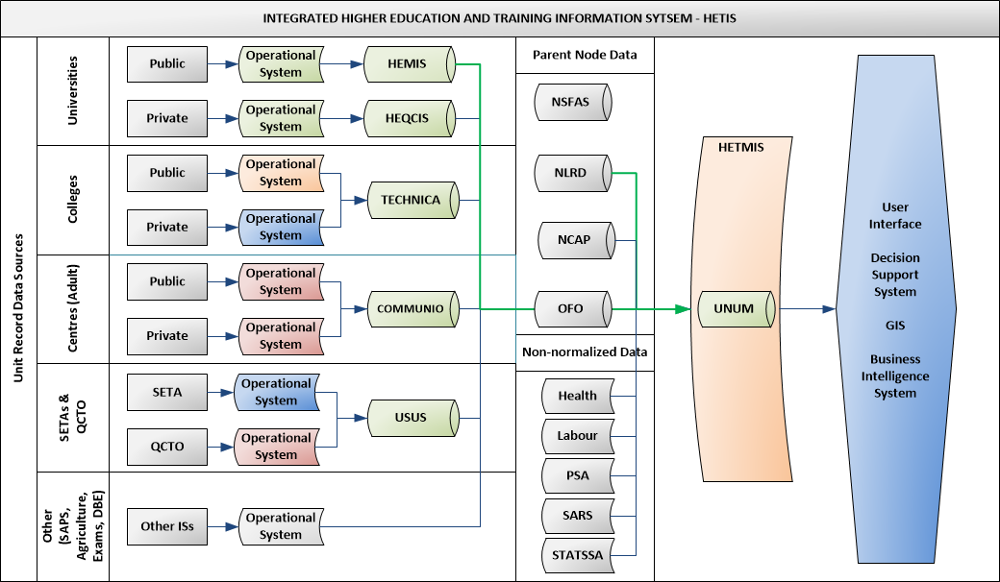 INTEGRATED HIGHER EDUCATION AND TRAINING INFORMATION SYTSEM - HETIS
Unit Record Data Sources
Universities
Public
Operational
System
HEMIS
Private
Operational
System
HEQCIS
Colleges
Public
Operational
System
Private
Operational
System
TECHNICA
Centres (Adult)
Public
Operational
System
Private
Operational
System
COMMUNIO
SETAs &
QCTO
SETA
Operational
System
QCTO
Operational
System
USUS
Other
(SAPS,
Agriculture,
Exams, DBE)
Other ISs
Operational
System
Parent Node Data
NSFAS
NLRD
NCAP
OFO
Non-normalized Data
Health
Labour
PSA
SARS
STATSSA
HETMIS
UNUM
User
Interface
Decision
Support
System
GIS
Business
Intelligence
System